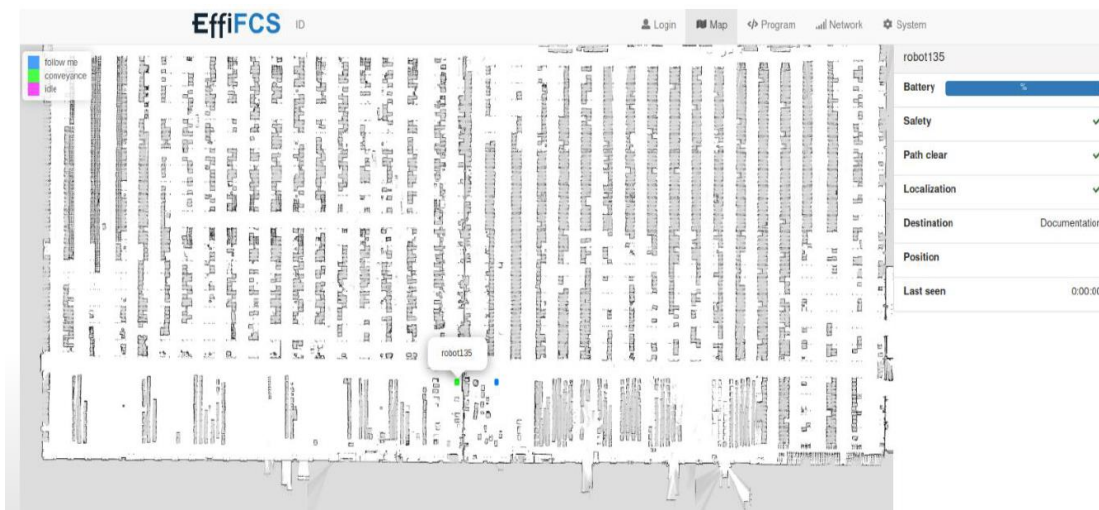 EffiFCS ID Login Map </> Program Network System
follow me
conveyance
idle
robot135
robot135
Battery %
Safety
Path clear
Localization
Destination Documentation
Position
Last seen 0:00:00